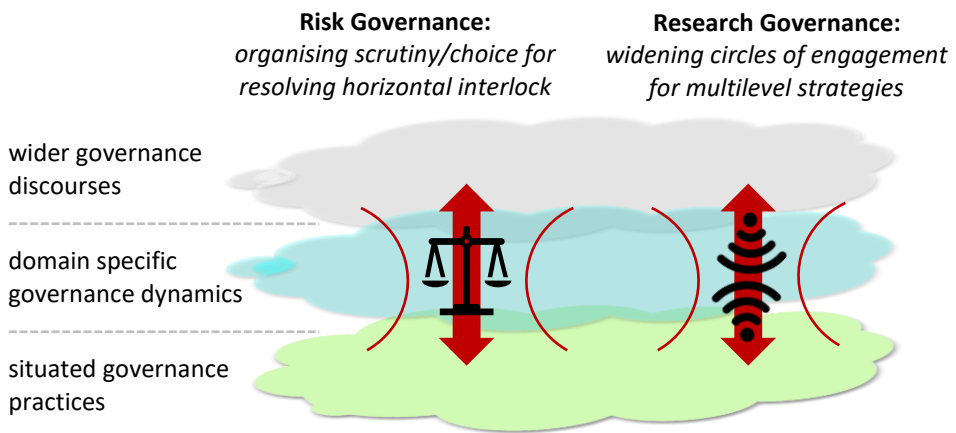 Risk Governance:
organising scrutiny/choice for
resolving horizontal interlock
Research Governance:
widening circles of engagement
for multilevel strategies
wider governance
discourses
domain specific
governance dynamics
situated governance
practices